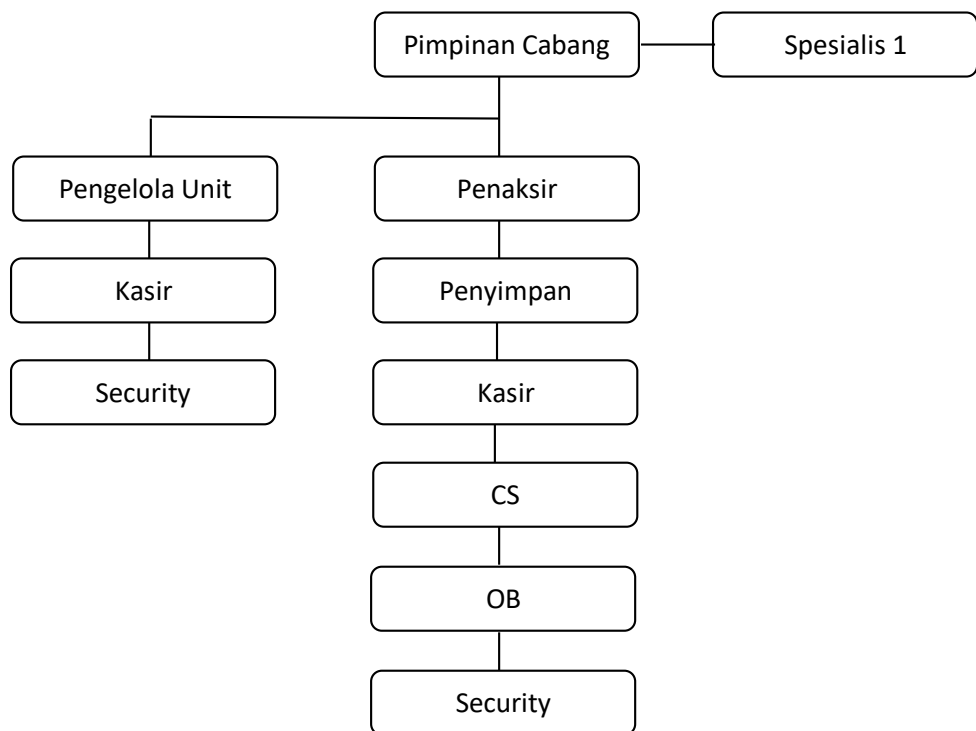 Pimpinan Cabang
Spesialis 1
Pengelola Unit
Penaksir
Kasir
Penyimpan
Security
Kasir
CS
OB
Security